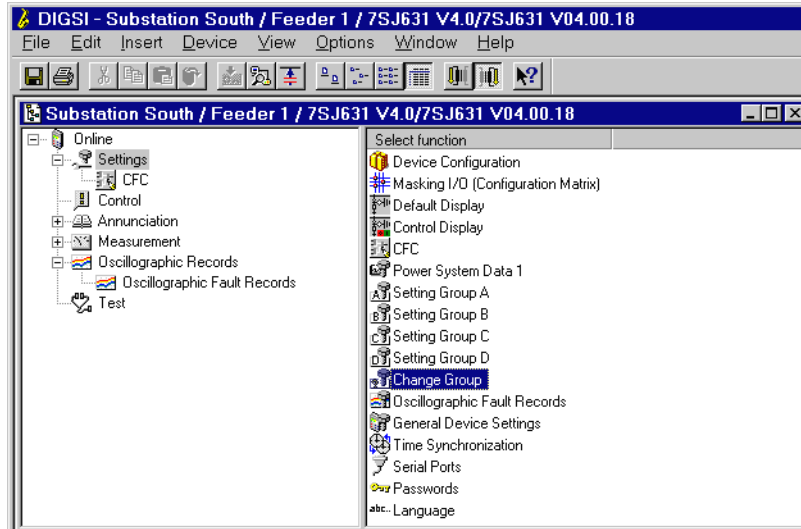 DIGSI - Substation South / Feeder 1 / 7SJ631 V4.0/7SJ631 V04.00.18
File Edit Insert Device View Options Window Help
Substation South / Feeder 1 / 7SJ631 V4.0/7SJ631 V04.00.18
Online
Settings
CFC
Control
Annunciation
Measurement
Oscillographic Records
Oscillographic Fault Records
Test
Select function
Device Configuration
Masking I/O (Configuration Matrix)
Default Display
Control Display
CFC
Power System Data 1
Setting Group A
Setting Group B
Setting Group C
Setting Group D
Change Group
Oscillographic Fault Records
General Device Settings
Time Synchronization
Serial Ports
Passwords
abc.. Language